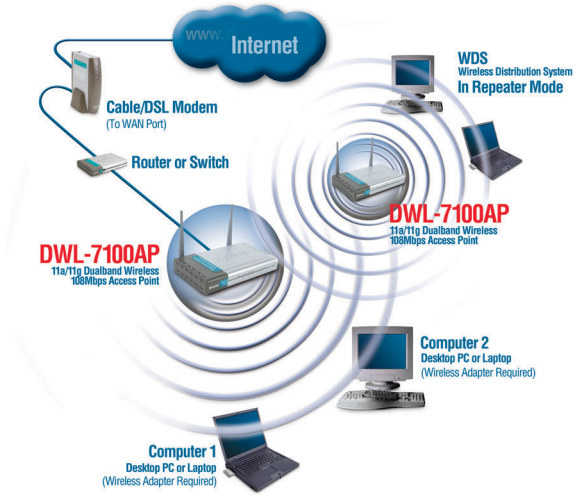 www.
Internet
WDS
Wireless Distribution System
In Repeater Mode
Cable/DSL Modem
(To WAN Port)
Router or Switch
DWL-7100AP
11a/11g Dualband Wireless
108Mbps Access Point
DWL-7100AP
11a/11g Dualband Wireless
108Mbps Access Point
Computer 2
Desktop PC or Laptop
(Wireless Adapter Required)
Computer 1
Desktop PC or Laptop
(Wireless Adapter Required)